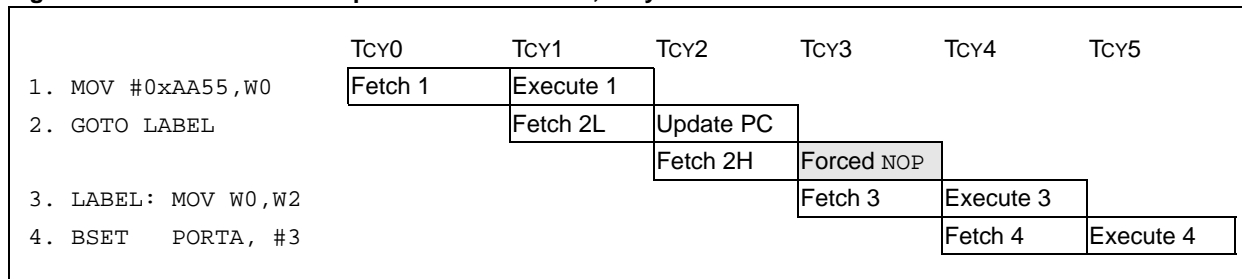 TCY0 TCY1 TCY2 TCY3 TCY4 TCY5
1. MOV #0xAA55,W0 Fetch 1 Execute 1
2. GOTO LABEL Fetch 2L Update PC
Fetch 2H Forced NOP
3. LABEL: MOV W0,W2 Fetch 3 Execute 3
4. BSET PORTA, #3 Fetch 4 Execute 4